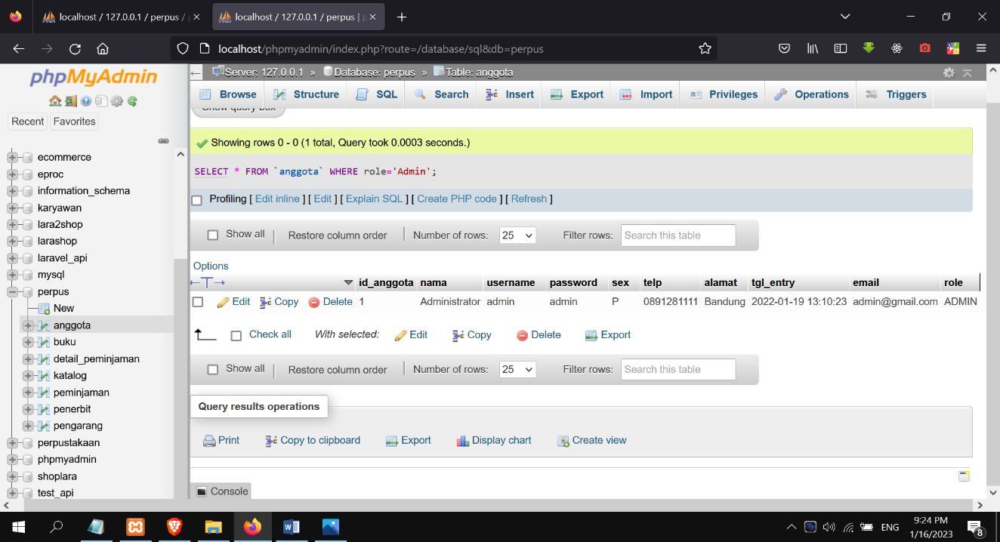 localhost / 127.0.0.1 / perpus /
localhost / 127.0.0.1 / perpus |
localhost/phpmyadmin/index.php?route=/database/sql&db=perpus
phpMyAdmin
Recent Favorites
ecommerce
eproc
information_schema
karyawan
lara2shop
larashop
laravel_api
mysql
perpus
New
anggota
buku
detail_peminjaman
katalog
peminjaman
penerbit
pengarang
perpustakaan
phpmyadmin
shoplara
test_api
Server: 127.0.0.1 » Database: perpus » Table: anggota
Browse Structure SQL Search Insert Export Import Privileges Operations Triggers
Show query box
Showing rows 0 - 0 (1 total, Query took 0.0003 seconds.)
SELECT * FROM `anggota` WHERE role='Admin';
Profiling [ Edit inline ] [ Edit ] [ Explain SQL ] [ Create PHP code ] [ Refresh ]
Show all Restore column order Number of rows: 25 Filter rows: Search this table
Options
id_anggota nama username password sex telp alamat tgl_entry email role
Edit Copy Delete 1 Administrator admin admin P 0891281111 Bandung 2022-01-19 13:10:23 admin@gmail.com ADMIN
Check all With selected: Edit Copy Delete Export
Show all Restore column order Number of rows: 25 Filter rows: Search this table
Query results operations
Print Copy to clipboard Export Display chart Create view
Console
ENG
9:24 PM
1/16/2023
8